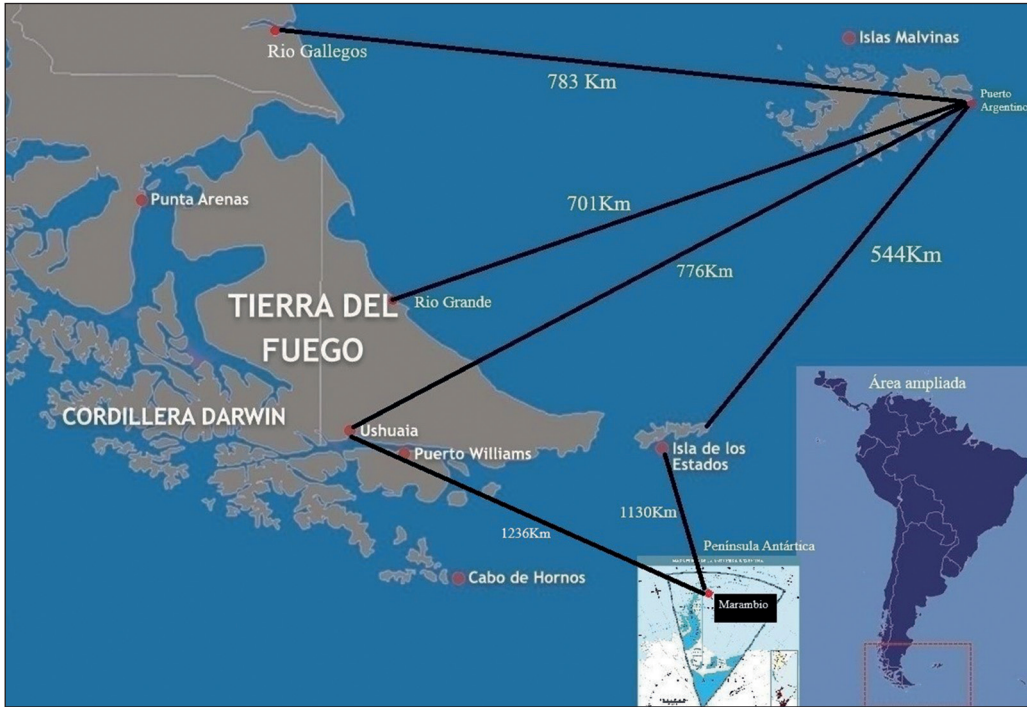 Islas Malvinas
Rio Gallegos
783 Km
Puerto
Argentino
Punta Arenas
701Km
776Km
544Km
TIERRA DEL
FUEGO
Rio Grande
Área ampliada
CORDILLERA DARWIN
Ushuaia
Puerto Williams
Isla de los
Estados
1130Km
1236Km
Península Antártica
Cabo de Hornos
Marambio